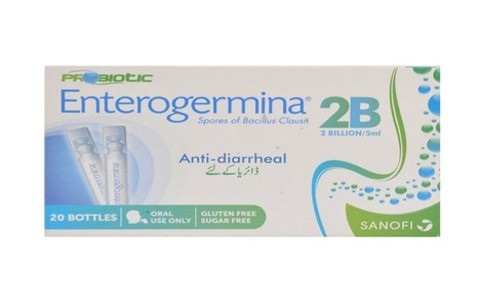 PROBIOTIC
Enterogermina®
Spores of Bacillus Clausii
2B
2 BILLION/5ml
Anti-diarrheal
ڈائریا کے لئے
20 BOTTLES
ORAL
USE ONLY
GLUTEN FREE
SUGAR FREE
SANOFI